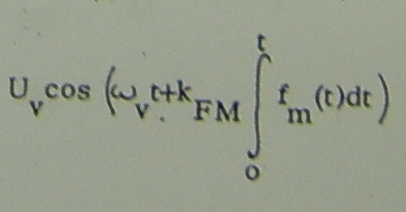 U_v cos (ω_v t+k_FM ∫_0^t f_m(t)dt)